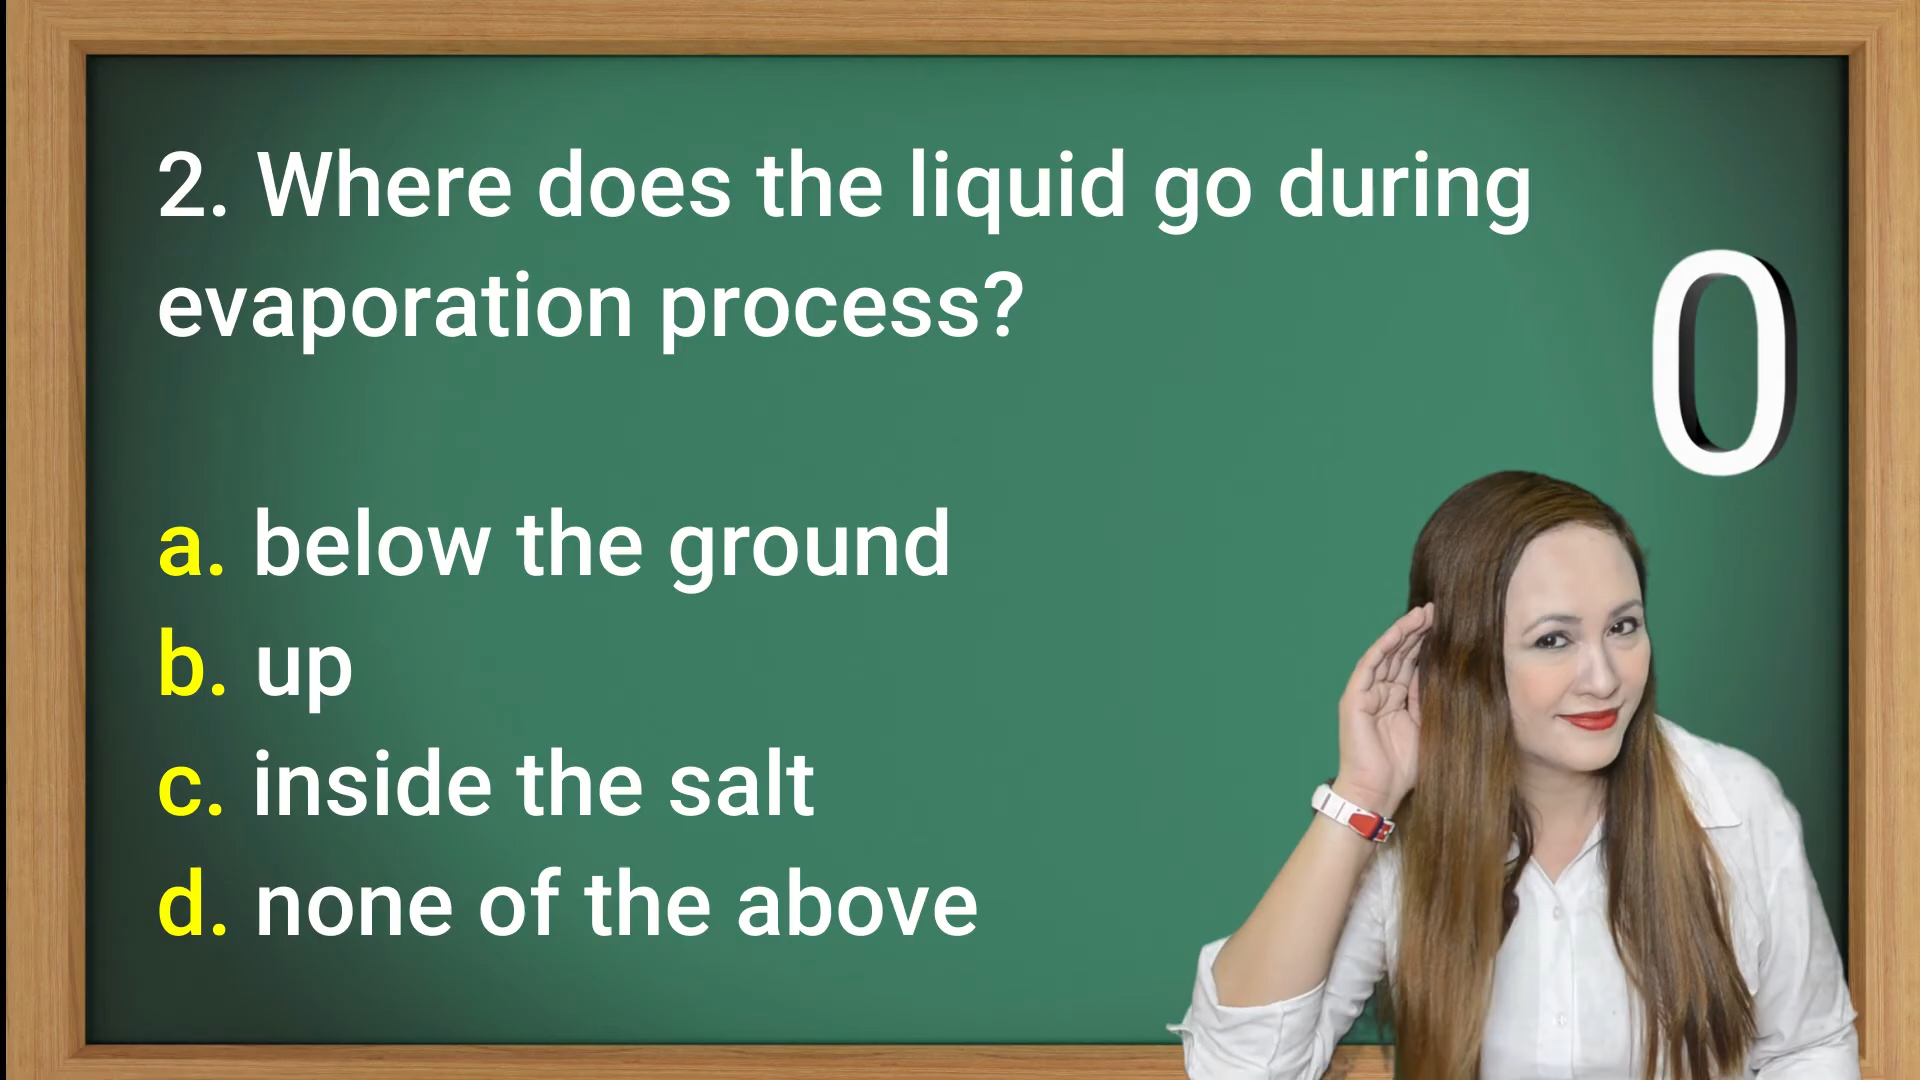 2. Where does the liquid go during
evaporation process?
0
a. below the ground
b. up
c. inside the salt
d. none of the above